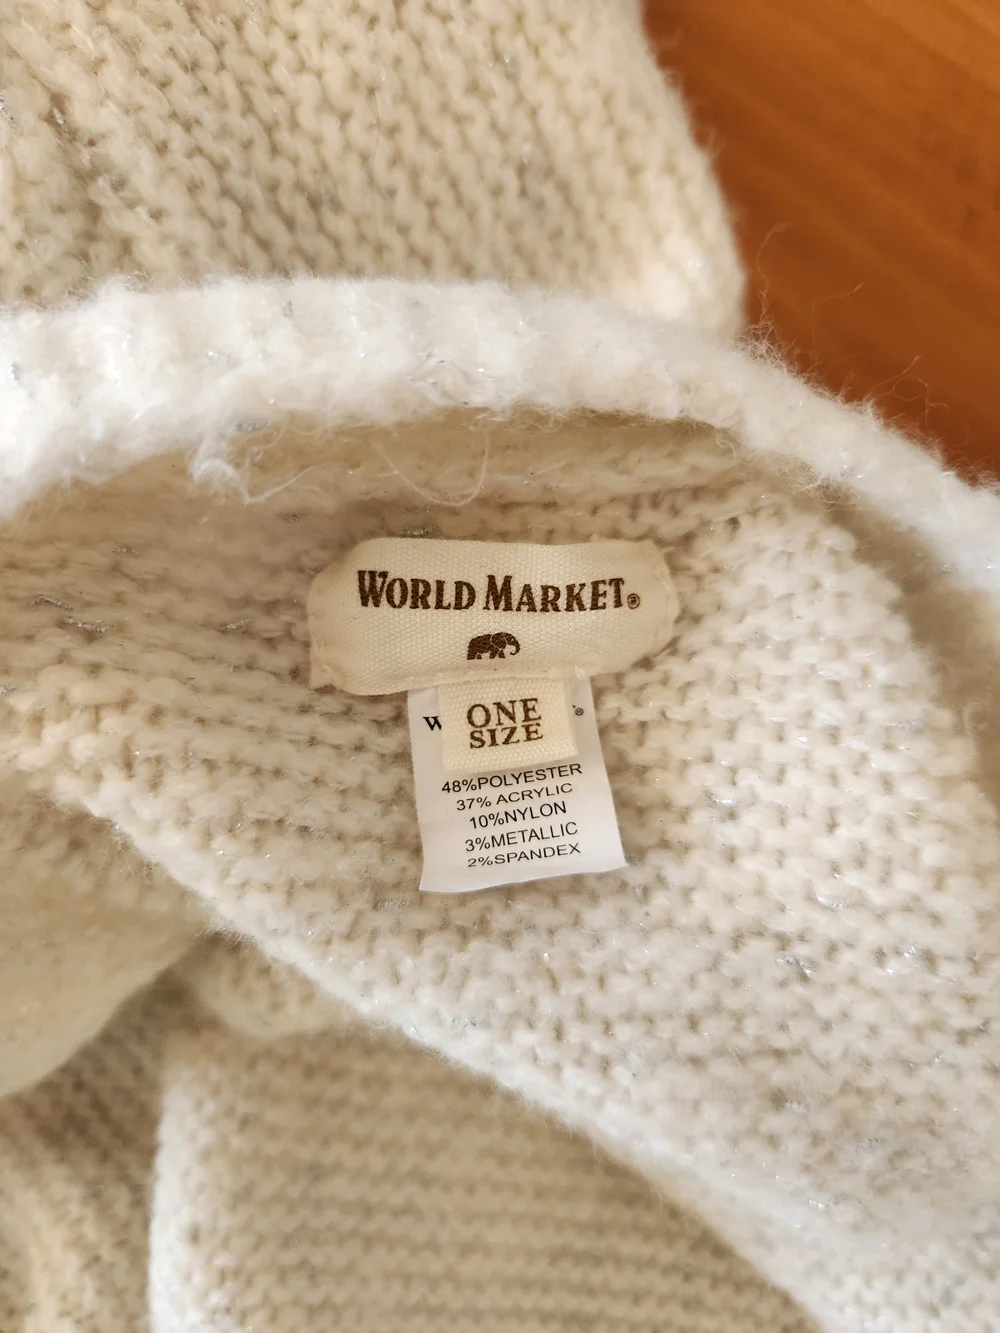 WORLD MARKET®
ONE
SIZE
48%POLYESTER
37% ACRYLIC
10%NYLON
3%METALLIC
2%SPANDEX